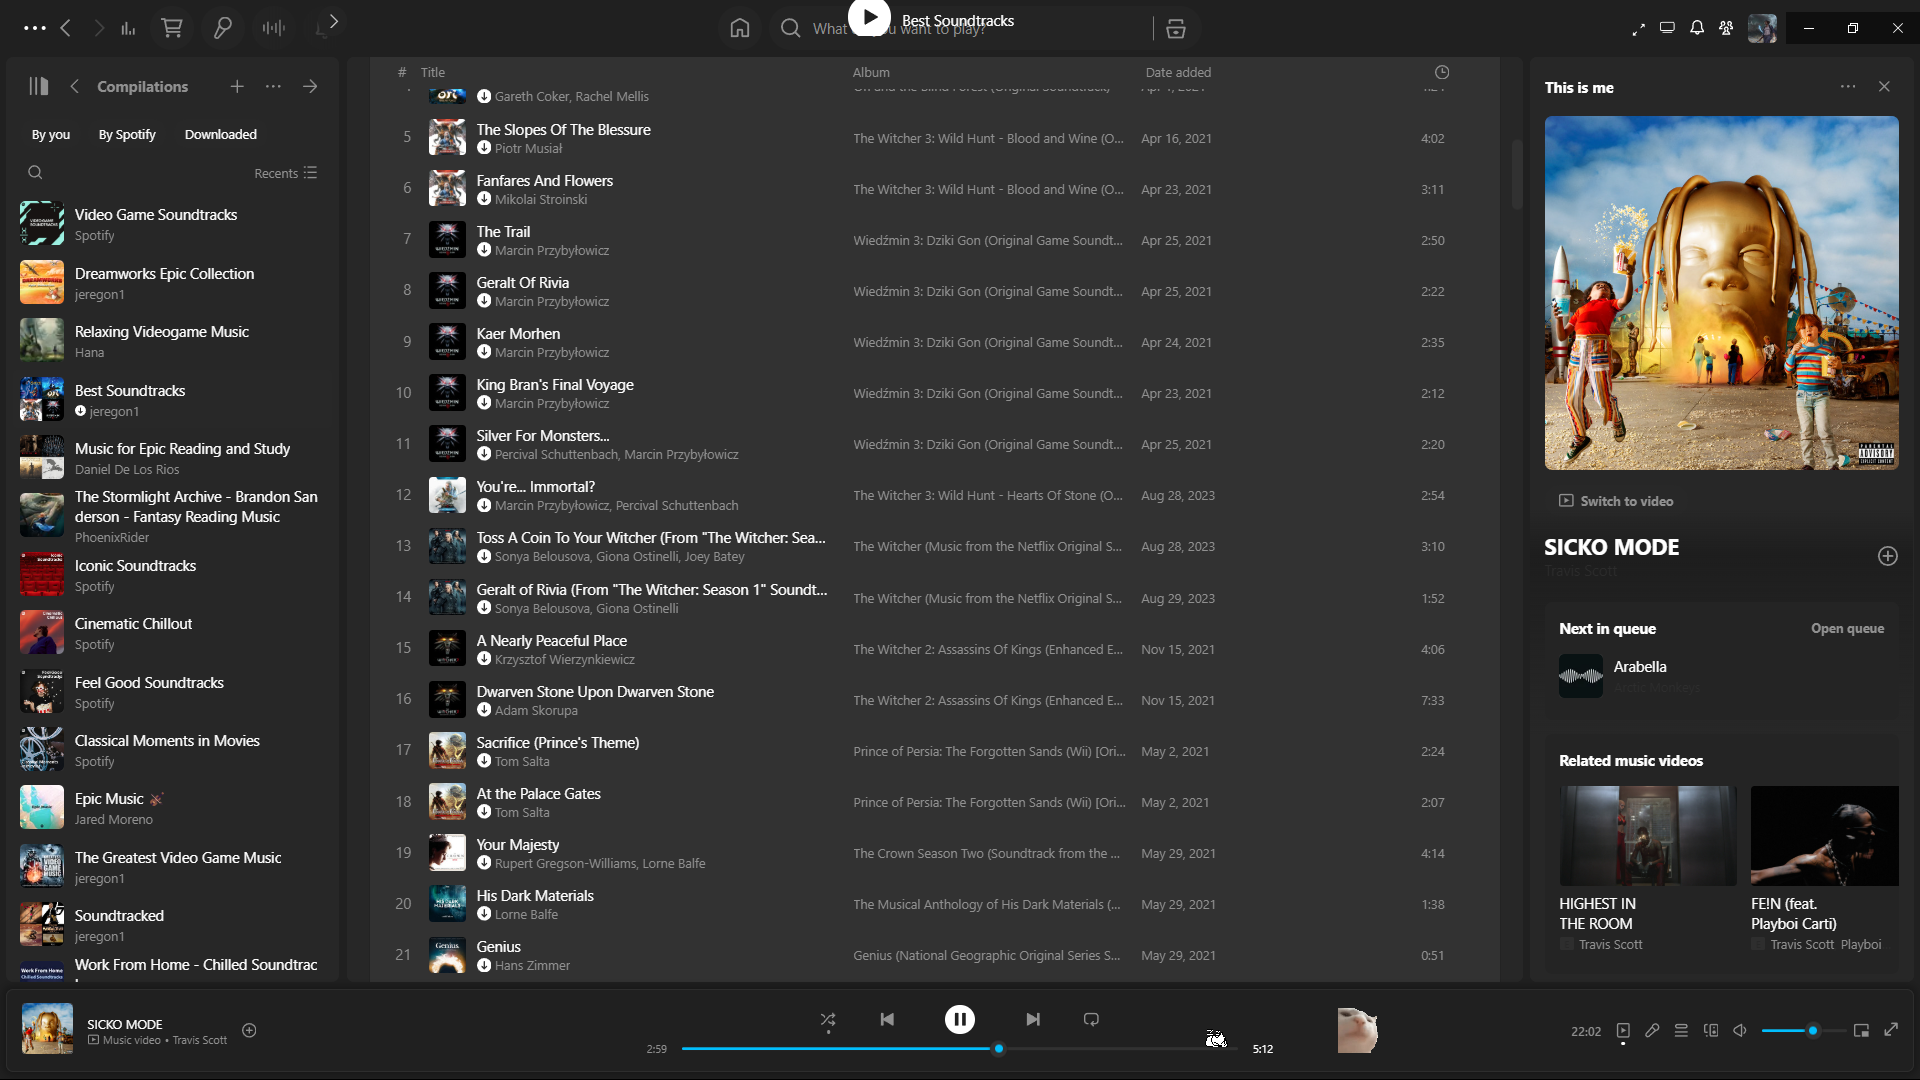 Best Soundtracks
What do you want to play?
Compilations
By you
By Spotify
Downloaded
Recents
Video Game Soundtracks
Spotify
Dreamworks Epic Collection
jeregon1
Relaxing Videogame Music
Hana
Best Soundtracks
jeregon1
Music for Epic Reading and Study
Daniel De Los Rios
The Stormlight Archive - Brandon San
derson - Fantasy Reading Music
PhoenixRider
Iconic Soundtracks
Spotify
Cinematic Chillout
Spotify
Feel Good Soundtracks
Spotify
Classical Moments in Movies
Spotify
Epic Music
Jared Moreno
The Greatest Video Game Music
jeregon1
Soundtracked
jeregon1
Work From Home - Chilled Soundtrac
# Title Album Date added
Gareth Coker, Rachel Mellis
5 The Slopes Of The Blessure The Witcher 3: Wild Hunt - Blood and Wine (O... Apr 16, 2021 4:02
Piotr Musiał
6 Fanfares And Flowers The Witcher 3: Wild Hunt - Blood and Wine (O... Apr 23, 2021 3:11
Mikolai Stroinski
7 The Trail Wiedźmin 3: Dziki Gon (Original Game Soundt... Apr 25, 2021 2:50
Marcin Przybyłowicz
8 Geralt Of Rivia Wiedźmin 3: Dziki Gon (Original Game Soundt... Apr 25, 2021 2:22
Marcin Przybyłowicz
9 Kaer Morhen Wiedźmin 3: Dziki Gon (Original Game Soundt... Apr 24, 2021 2:35
Marcin Przybyłowicz
10 King Bran's Final Voyage Wiedźmin 3: Dziki Gon (Original Game Soundt... Apr 23, 2021 2:12
Marcin Przybyłowicz
11 Silver For Monsters... Wiedźmin 3: Dziki Gon (Original Game Soundt... Apr 25, 2021 2:20
Percival Schuttenbach, Marcin Przybyłowicz
12 You're... Immortal? The Witcher 3: Wild Hunt - Hearts Of Stone (O... Aug 28, 2023 2:54
Marcin Przybyłowicz, Percival Schuttenbach
13 Toss A Coin To Your Witcher (From "The Witcher: Sea... The Witcher (Music from the Netflix Original S... Aug 28, 2023 3:10
Sonya Belousova, Giona Ostinelli, Joey Batey
14 Geralt of Rivia (From "The Witcher: Season 1" Soundt... The Witcher (Music from the Netflix Original S... Aug 29, 2023 1:52
Sonya Belousova, Giona Ostinelli
15 A Nearly Peaceful Place The Witcher 2: Assassins Of Kings (Enhanced E... Nov 15, 2021 4:06
Krzysztof Wierzynkiewicz
16 Dwarven Stone Upon Dwarven Stone The Witcher 2: Assassins Of Kings (Enhanced E... Nov 15, 2021 7:33
Adam Skorupa
17 Sacrifice (Prince's Theme) Prince of Persia: The Forgotten Sands (Wii) [Ori... May 2, 2021 2:24
Tom Salta
18 At the Palace Gates Prince of Persia: The Forgotten Sands (Wii) [Ori... May 2, 2021 2:07
Tom Salta
19 Your Majesty The Crown Season Two (Soundtrack from the ... May 29, 2021 4:14
Rupert Gregson-Williams, Lorne Balfe
20 His Dark Materials The Musical Anthology of His Dark Materials (... May 29, 2021 1:38
Lorne Balfe
21 Genius Genius (National Geographic Original Series S... May 29, 2021 0:51
Hans Zimmer
This is me
PARENTAL
ADVISORY
EXPLICIT CONTENT
Switch to video
SICKO MODE
Travis Scott
Next in queue Open queue
Arabella
Arctic Monkeys
Related music videos
HIGHEST IN
THE ROOM
Travis Scott
FE!N (feat.
Playboi Carti)
Travis Scott Playboi
SICKO MODE
Music video • Travis Scott
2:59
5:12
22:02